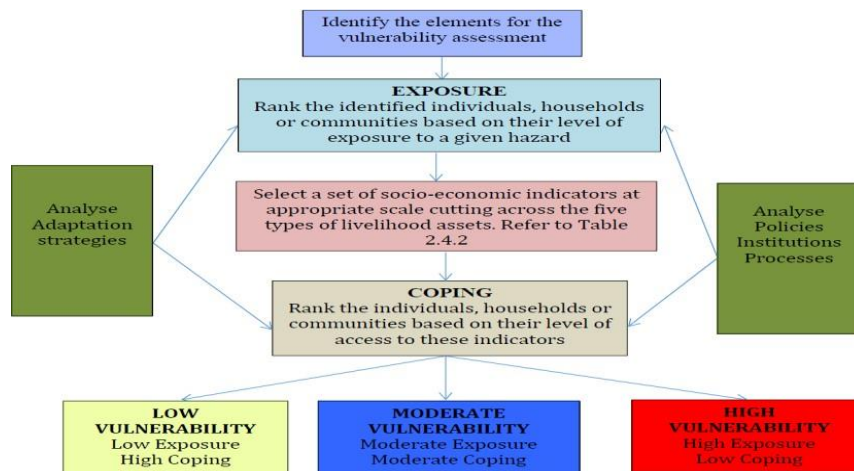 Identify the elements for the
vulnerability assessment
EXPOSURE
Rank the identified individuals, households
or communities based on their level of
exposure to a given hazard
Analyse
Adaptation
strategies
Select a set of socio-economic indicators at
appropriate scale cutting across the five
types of livelihood assets. Refer to Table
2.4.2
Analyse
Policies
Institutions
Processes
COPING
Rank the individuals, households or
communities based on their level of
access to these indicators
LOW
VULNERABILITY
Low Exposure
High Coping
MODERATE
VULNERABILITY
Moderate Exposure
Moderate Coping
HIGH
VULNERABILITY
High Exposure
Low Coping